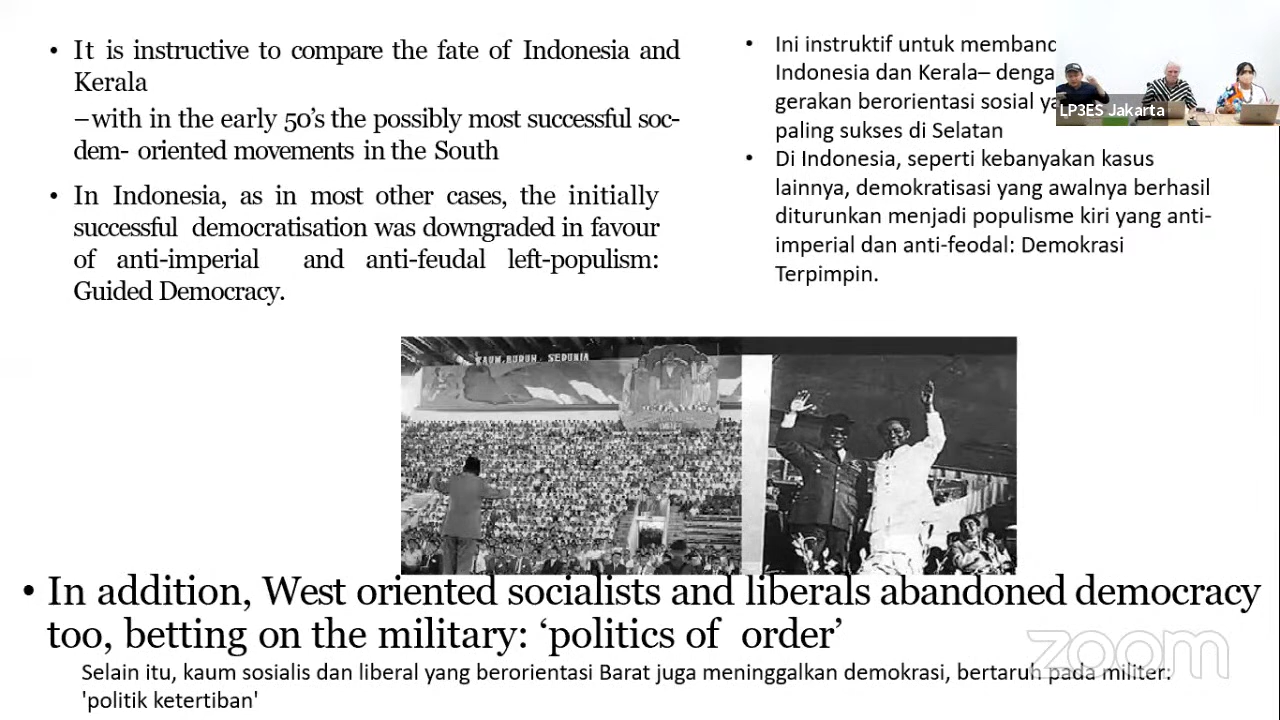 • It is instructive to compare the fate of Indonesia and
Kerala
–with in the early 50’s the possibly most successful soc-
dem- oriented movements in the South
• In Indonesia, as in most other cases, the initially
successful democratisation was downgraded in favour
of anti-imperial and anti-feudal left-populism:
Guided Democracy.
• Ini instruktif untuk membanc
Indonesia dan Kerala– denga
gerakan berorientasi sosial ya
paling sukses di Selatan
• Di Indonesia, seperti kebanyakan kasus
lainnya, demokratisasi yang awalnya berhasil
diturunkan menjadi populisme kiri yang anti-
imperial dan anti-feodal: Demokrasi
Terpimpin.
LP3ES Jakarta
KAUM BURUH SEDUNIA
• In addition, West oriented socialists and liberals abandoned democracy
too, betting on the military: ‘politics of order’
zoom
Selain itu, kaum sosialis dan liberal yang berorientasi Barat juga meninggalkan demokrasi, bertaruh pada militer:
'politik ketertiban'